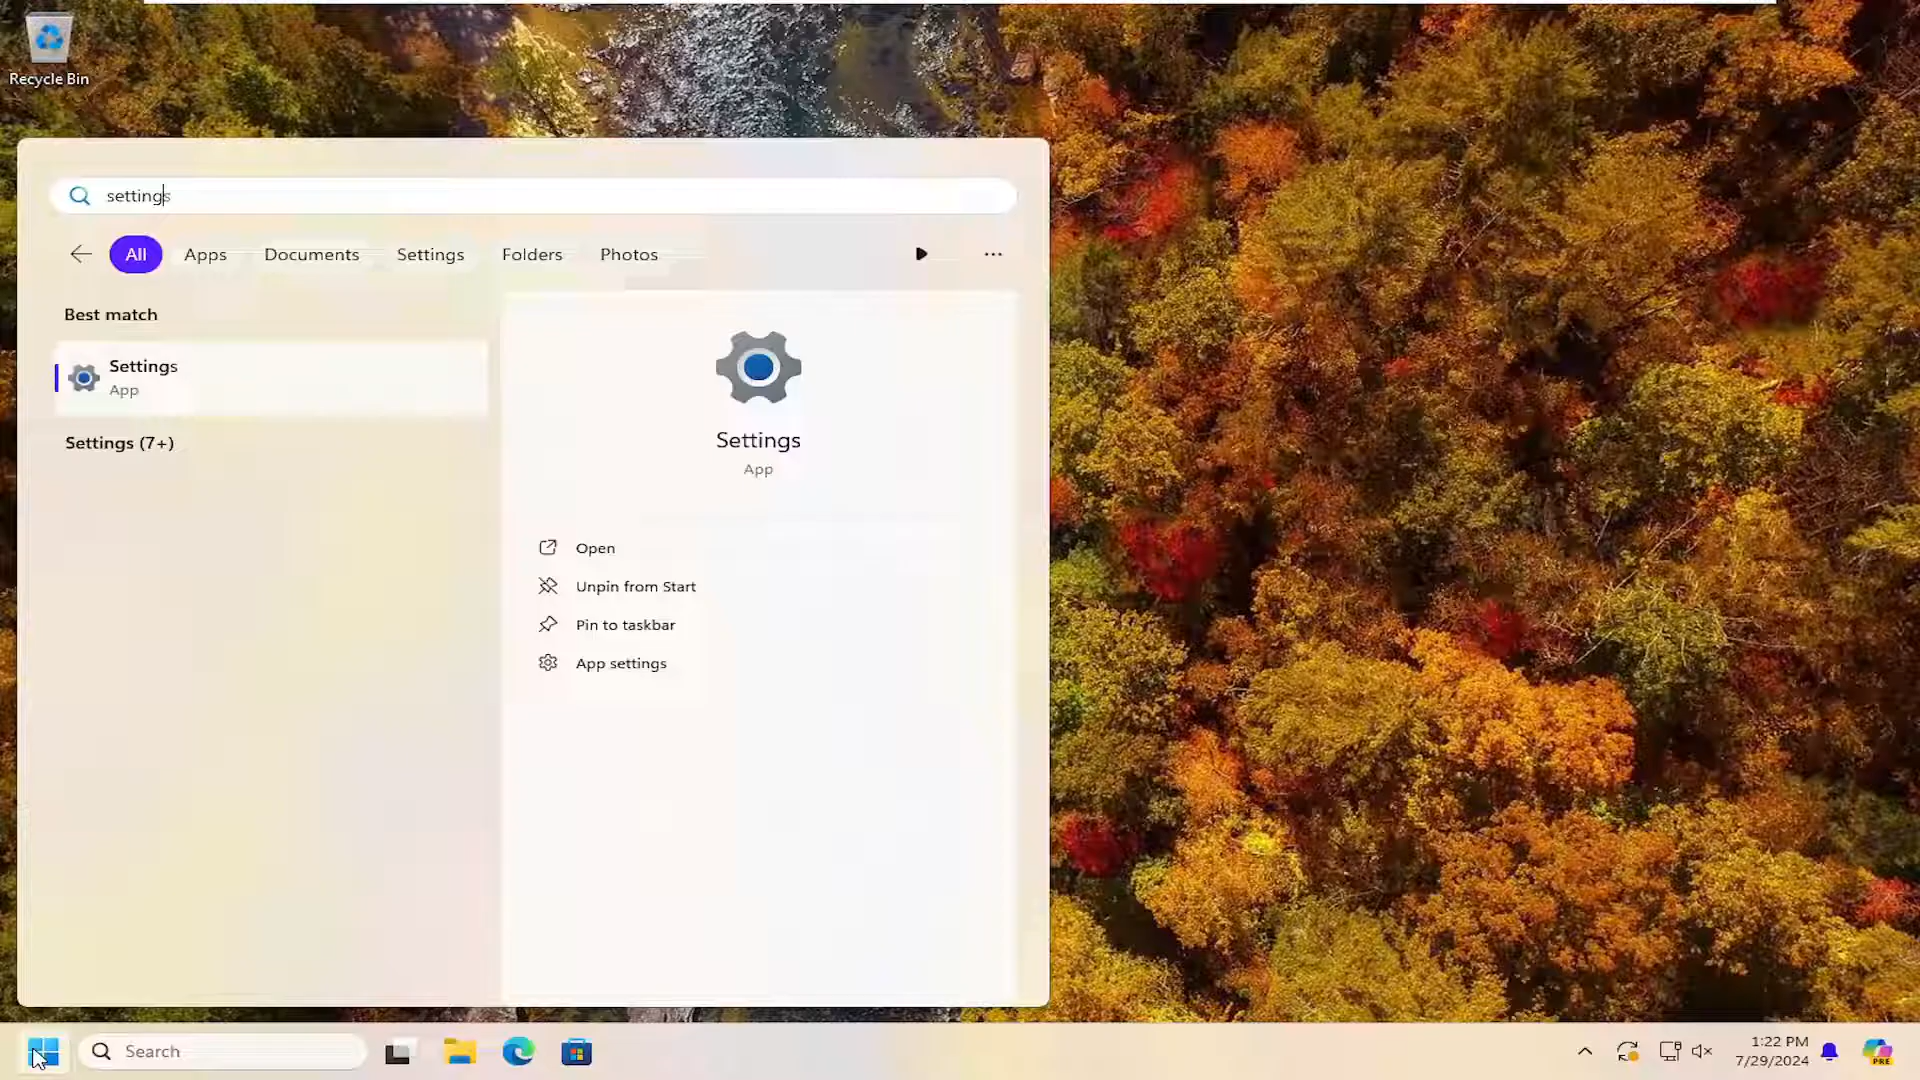 Recycle Bin
settings
All Apps Documents Settings Folders Photos
Best match
Settings
App
Settings (7+)
Settings
App
Open
Unpin from Start
Pin to taskbar
App settings
Search
1:22 PM
7/29/2024
PRE